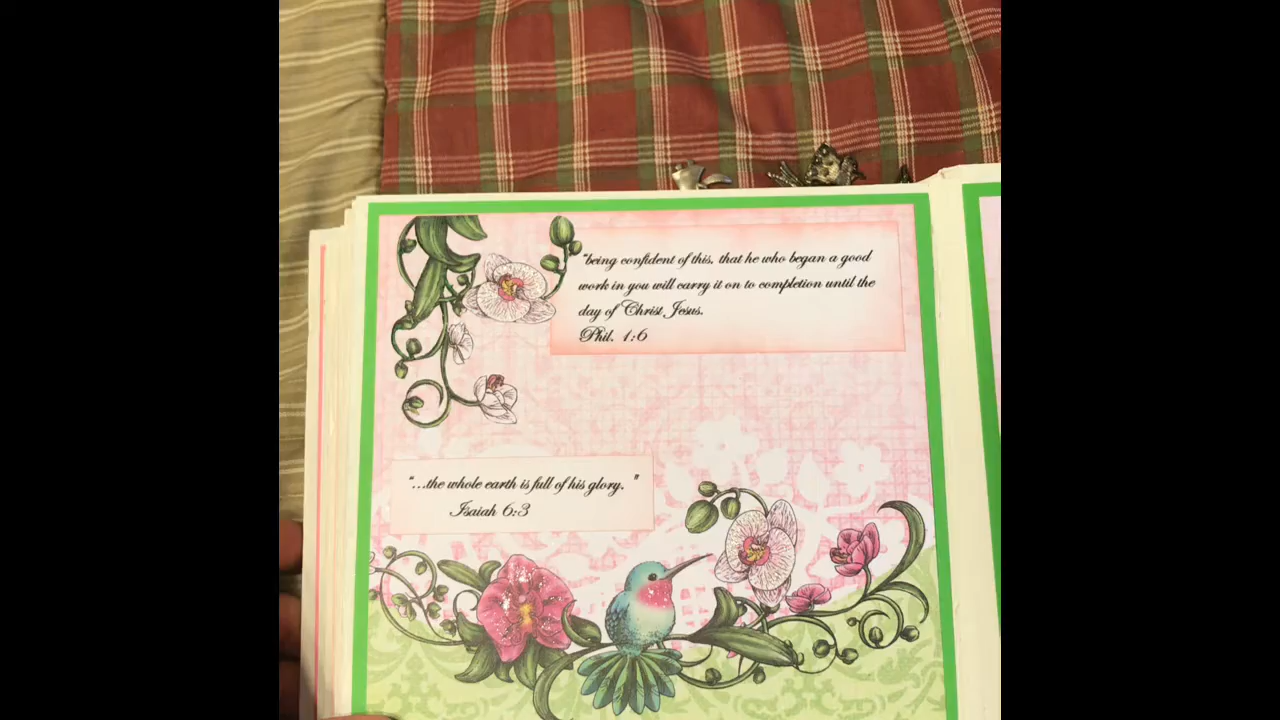 "being confident of this, that he who began a good
work in you will carry it on to completion until the
day of Christ Jesus.
Phil. 1:6
"...the whole earth is full of his glory. "
Isaiah 6:3